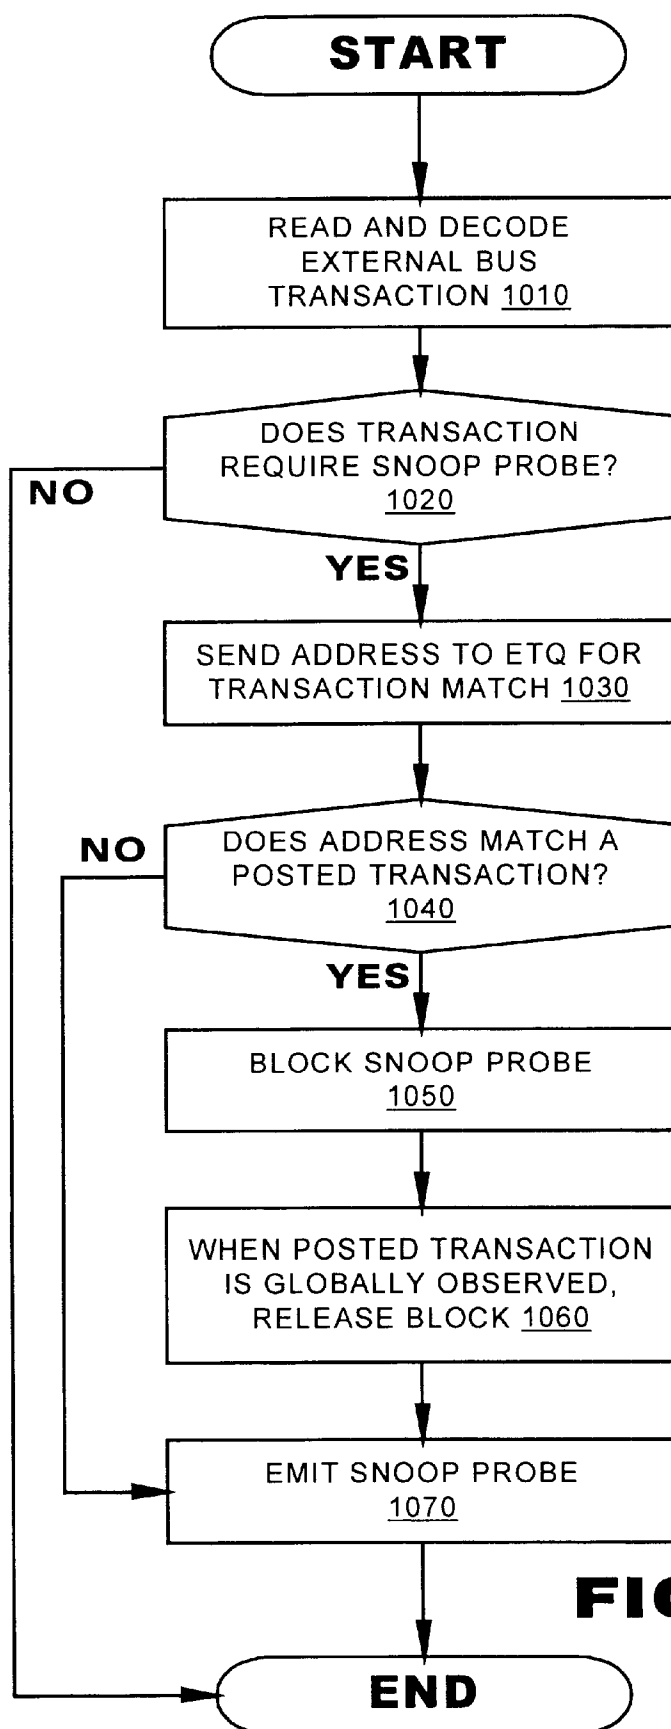 START
READ AND DECODE
EXTERNAL BUS
TRANSACTION 1010
DOES TRANSACTION
REQUIRE SNOOP PROBE?
1020
NO
YES
SEND ADDRESS TO ETQ FOR
TRANSACTION MATCH 1030
DOES ADDRESS MATCH A
POSTED TRANSACTION?
1040
NO
YES
BLOCK SNOOP PROBE
1050
WHEN POSTED TRANSACTION
IS GLOBALLY OBSERVED,
RELEASE BLOCK 1060
EMIT SNOOP PROBE
1070
END